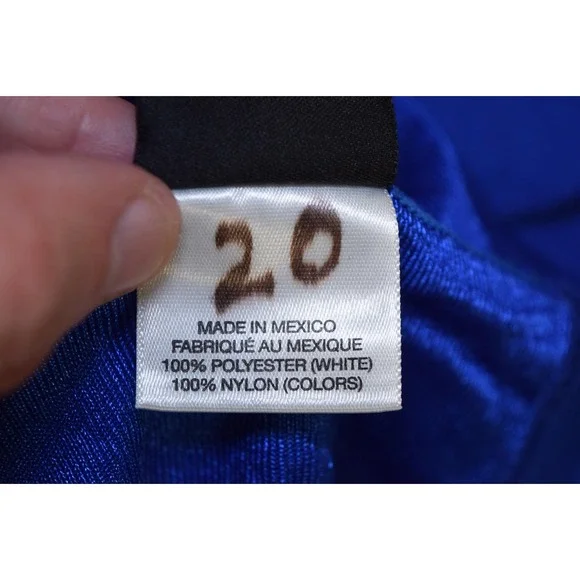 20
MADE IN MEXICO
FABRIQUÉ AU MEXIQUE
100% POLYESTER (WHITE)
100% NYLON (COLORS)